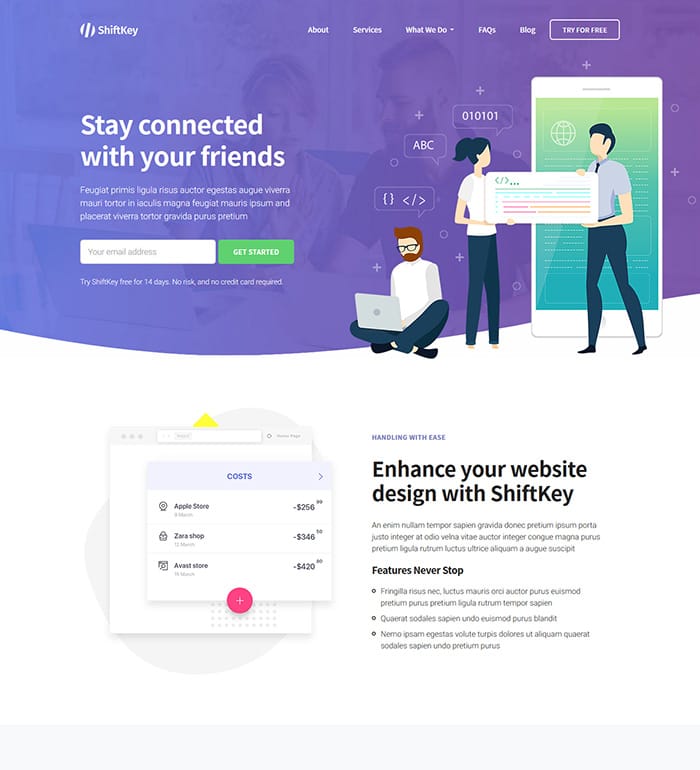 ShiftKey
About Services What We Do FAQs Blog TRY FOR FREE
Stay connected
with your friends
Feugiat primis ligula risus auctor egestas augue viverra
mauri tortor in iaculis magna feugiat mauris ipsum and
placerat viverra tortor gravida purus pretium
Your email address GET STARTED
Try ShiftKey free for 14 days. No risk, and no credit card required.
010101
ABC
</>...
{ } </>
Home Page
COSTS
Apple Store -$256 99
8 March
Zara shop -$346 50
12 March
Avast store -$420
16 March
HANDLING WITH EASE
Enhance your website
design with ShiftKey
An enim nullam tempor sapien gravida donec pretium ipsum porta
justo integer at odio velna vitae auctor integer congue magna purus
pretium ligula rutrum luctus ultrice aliquam a augue suscipit
Features Never Stop
Fringilla risus nec, luctus mauris orci auctor purus euismod
pretium purus pretium ligula rutrum tempor sapien
Quaerat sodales sapien undo euismod purus blandit
Nemo ipsam egestas volute turpis dolores ut aliquam quaerat
sodales sapien undo pretium purus